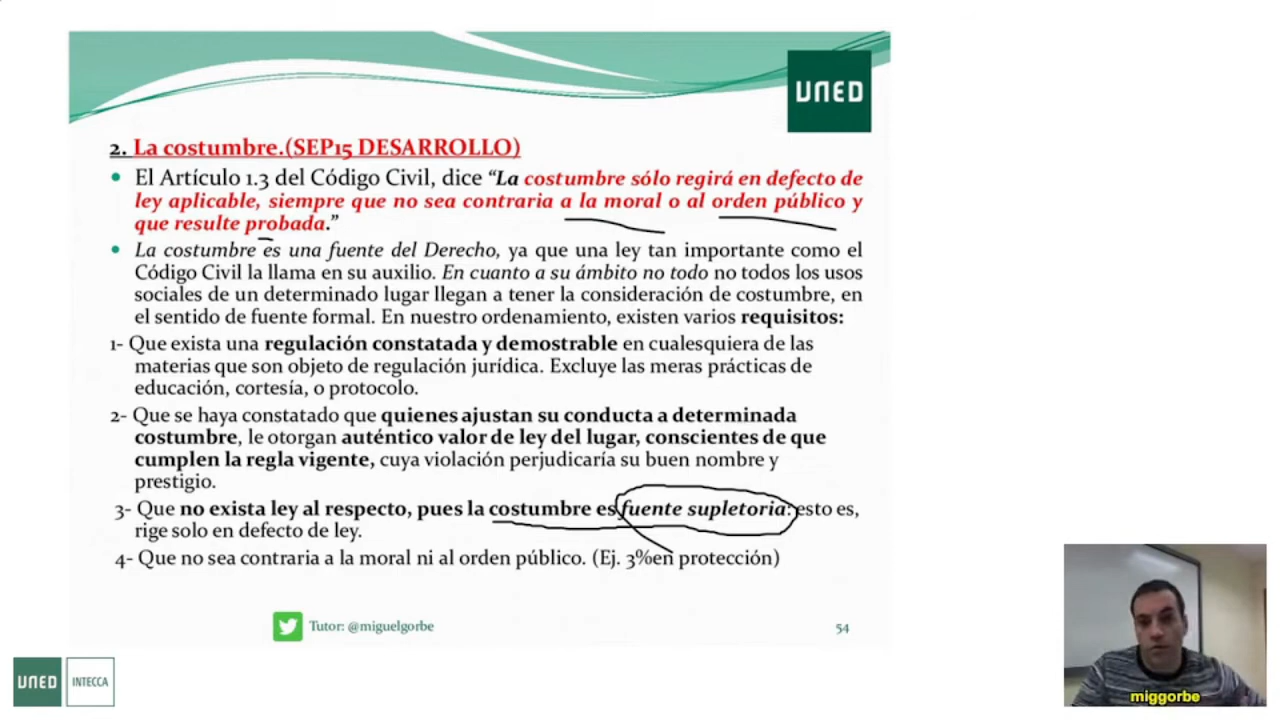 UNED
2. La costumbre.(SEP15 DESARROLLO)
El Artículo 1.3 del Código Civil, dice “La costumbre sólo regirá en defecto de
ley aplicable, siempre que no sea contraria a la moral o al orden público y
que resulte probada.”
La costumbre es una fuente del Derecho, ya que una ley tan importante como el
Código Civil la llama en su auxilio. En cuanto a su ámbito no todo no todos los usos
sociales de un determinado lugar llegan a tener la consideración de costumbre, en
el sentido de fuente formal. En nuestro ordenamiento, existen varios requisitos:
1- Que exista una regulación constatada y demostrable en cualesquiera de las
materias que son objeto de regulación jurídica. Excluye las meras prácticas de
educación, cortesía, o protocolo.
2- Que se haya constatado que quienes ajustan su conducta a determinada
costumbre, le otorgan auténtico valor de ley del lugar, conscientes de que
cumplen la regla vigente, cuya violación perjudicaría su buen nombre y
prestigio.
3- Que no exista ley al respecto, pues la costumbre es fuente supletoria: esto es,
rige solo en defecto de ley.
4- Que no sea contraria a la moral ni al orden público. (Ej. 3%en protección)
Tutor: @miguelgorbe
54
UNED INTECCA
miggorbe